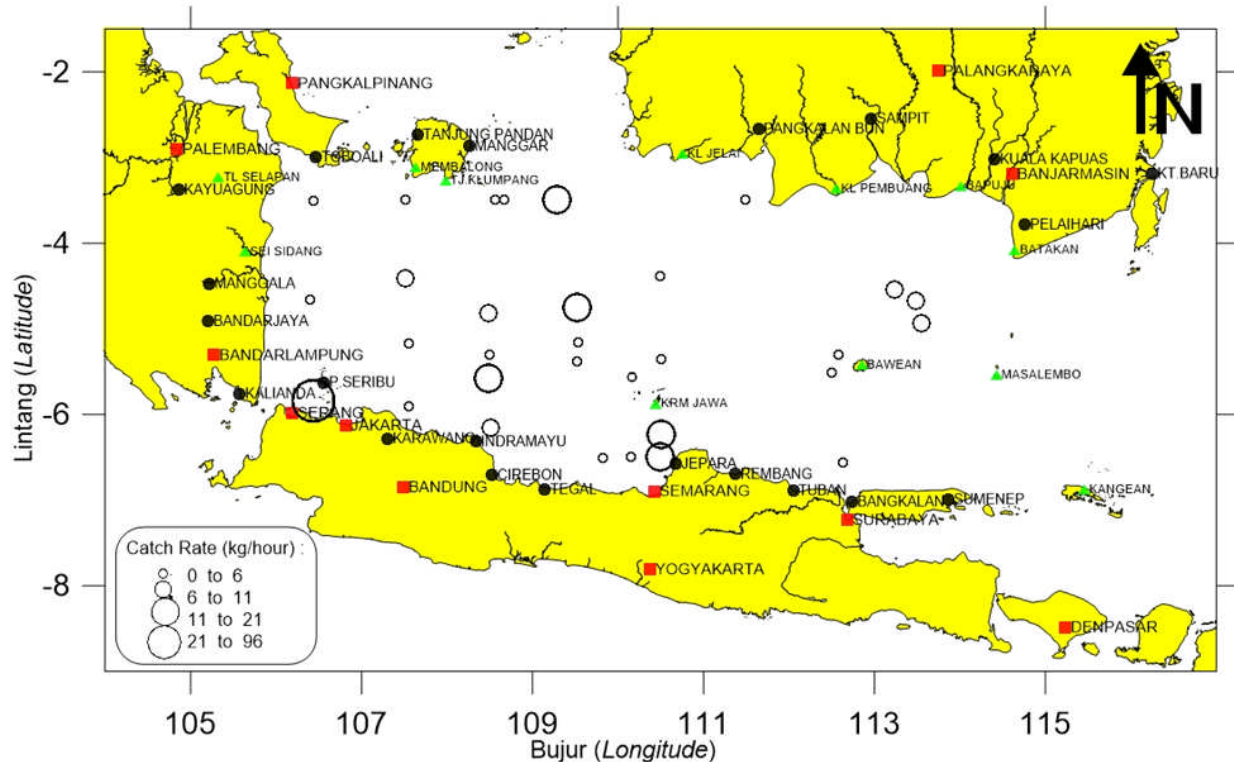 -2
-4
-6
-8
Lintang (Latitude)
PANGKALPINANG
PALANGKARAYA
N
TANJUNG PANDAN
MANGGAR
PANGKALAN BUN
SAMPIT
PALEMBANG
TOBOALI
MEMBALONG
KL JELAI
KUALA KAPUAS
TL SELAPAN
TJ KLUMPANG
BANJARMASIN
KT.BARU
KAYUAGUNG
KL PEMBUANG
BAPUJU
PELAIHARI
SEI SIDANG
BATAKAN
MANGGALA
BANDARJAYA
BANDARLAMPUNG
BAWEAN
MASALEMBO
P.SERIBU
KALIANDA
KRM JAWA
SERANG
JAKARTA
KARAWANG
INDRAMAYU
CIREBON
JEPARA
REMBANG
BANDUNG
TEGAL
SEMARANG
TUBAN
BANGKALAN
SUMENEP
KANGEAN
SURABAYA
YOGYAKARTA
DENPASAR
Catch Rate (kg/hour) :
0 to 6
6 to 11
11 to 21
21 to 96
105
107
109
111
113
115
Bujur (Longitude)